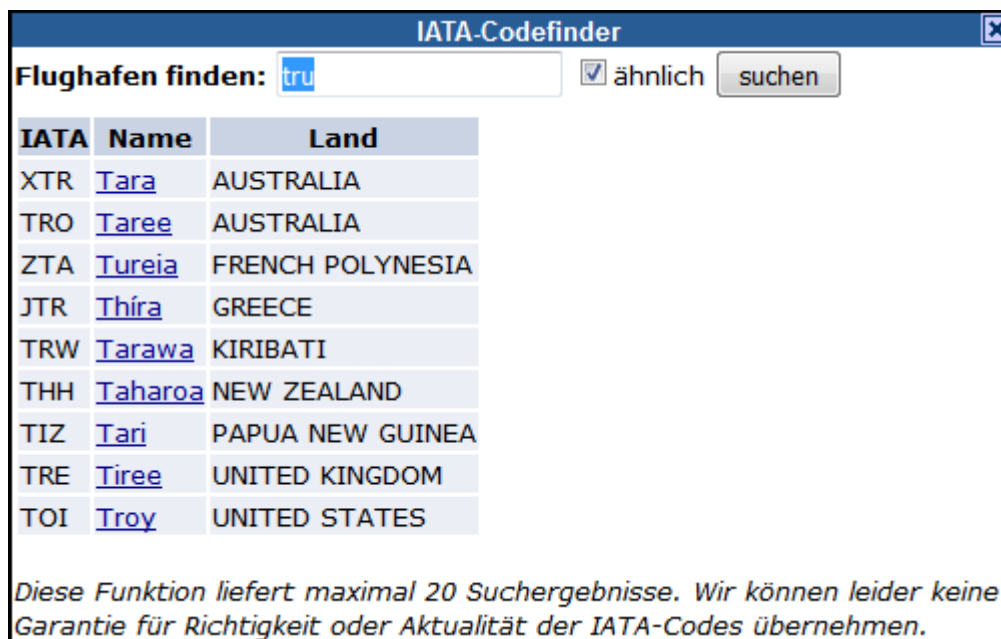 IATA-Codefinder
Flughafen finden: tru ähnlich suchen
IATA Name Land
XTR Tara AUSTRALIA
TRO Taree AUSTRALIA
ZTA Tureia FRENCH POLYNESIA
JTR Thíra GREECE
TRW Tarawa KIRIBATI
THH Taharoa NEW ZEALAND
TIZ Tari PAPUA NEW GUINEA
TRE Tiree UNITED KINGDOM
TOI Troy UNITED STATES
Diese Funktion liefert maximal 20 Suchergebnisse. Wir können leider keine
Garantie für Richtigkeit oder Aktualität der IATA-Codes übernehmen.